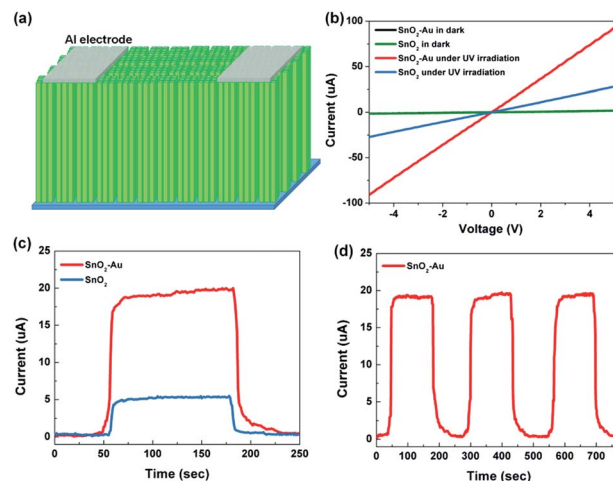 (a)
Al electrode
(b)
SnO2-Au in dark
SnO2 in dark
SnO2-Au under UV irradiation
SnO2 under UV irradiation
100
50
0
-50
-100
-4
-2
0
2
4
Current (uA)
Voltage (V)
(c)
SnO2-Au
SnO2
25
20
15
10
5
0
0
50
100
150
200
250
Current (uA)
Time (sec)
(d)
SnO2-Au
25
20
15
10
5
0
0
100
200
300
400
500
600
700
Current (uA)
Time (sec)